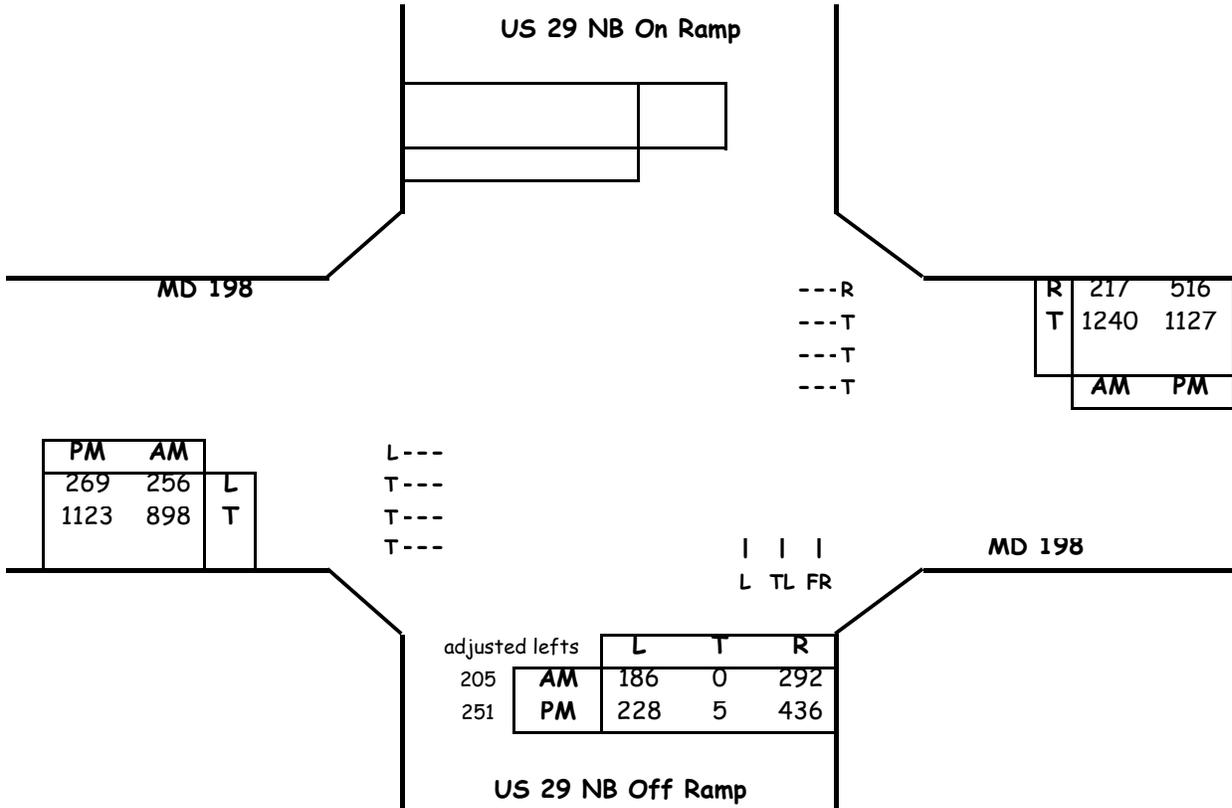 US 29 NB On Ramp
MD 198
---R
---T
---T
---T
R 217 516
T 1240 1127
AM PM
PM AM
269 256 L
1123 898 T
L---
T---
T---
T---
| | |
L TL FR
MD 198
adjusted lefts L T R
205 AM 186 0 292
251 PM 228 5 436
US 29 NB Off Ramp